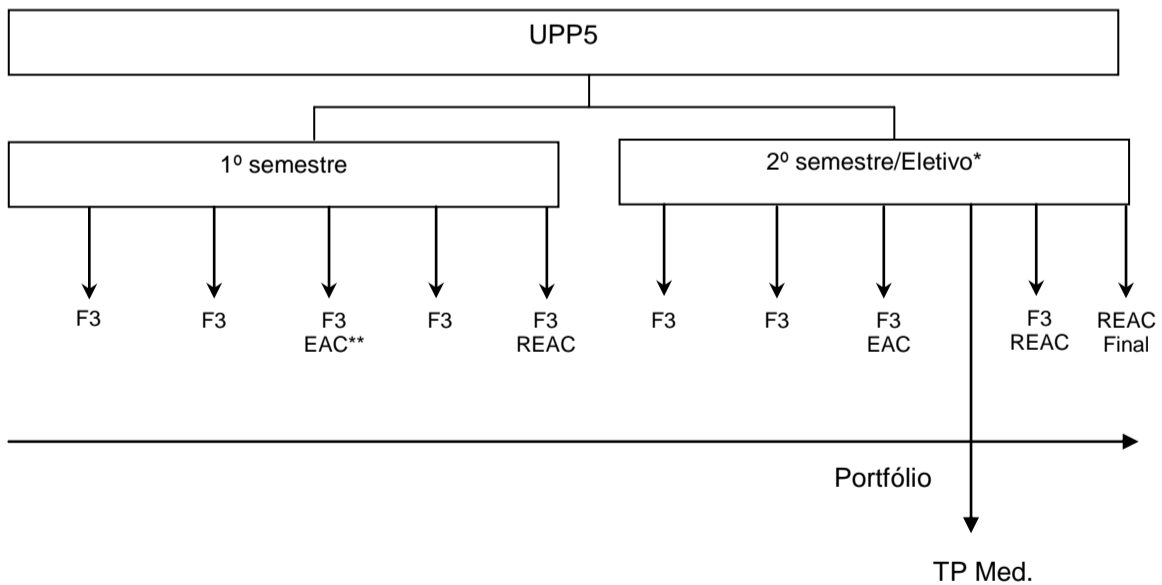 UPP5
1º semestre
2º semestre/Eletivo*
F3
F3
F3
EAC**
F3
F3
REAC
F3
F3
F3
EAC
F3
REAC
REAC
Final
Portfólio
TP Med.